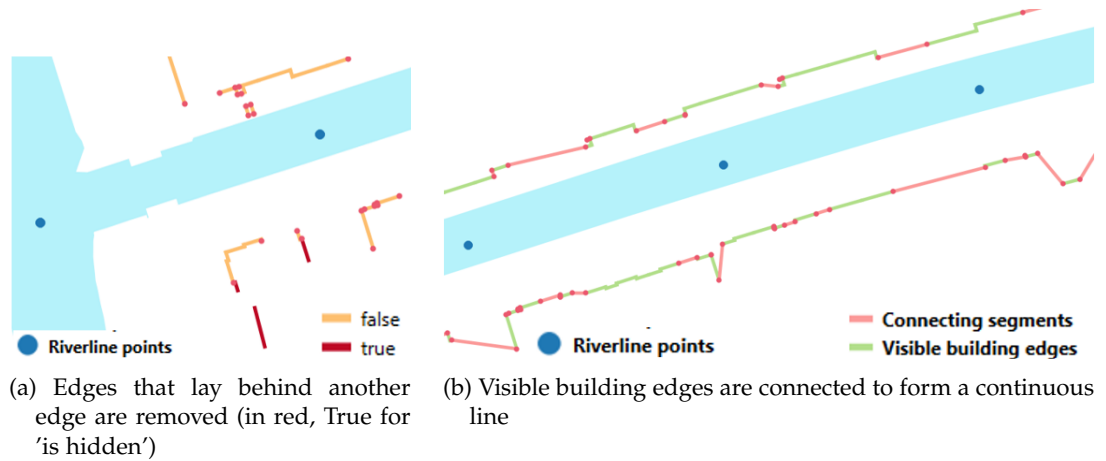 false
true
Riverline points
Connecting segments
Visible building edges
Riverline points
(a) Edges that lay behind another
edge are removed (in red, True for
’is hidden’)
(b) Visible building edges are connected to form a continuous
line